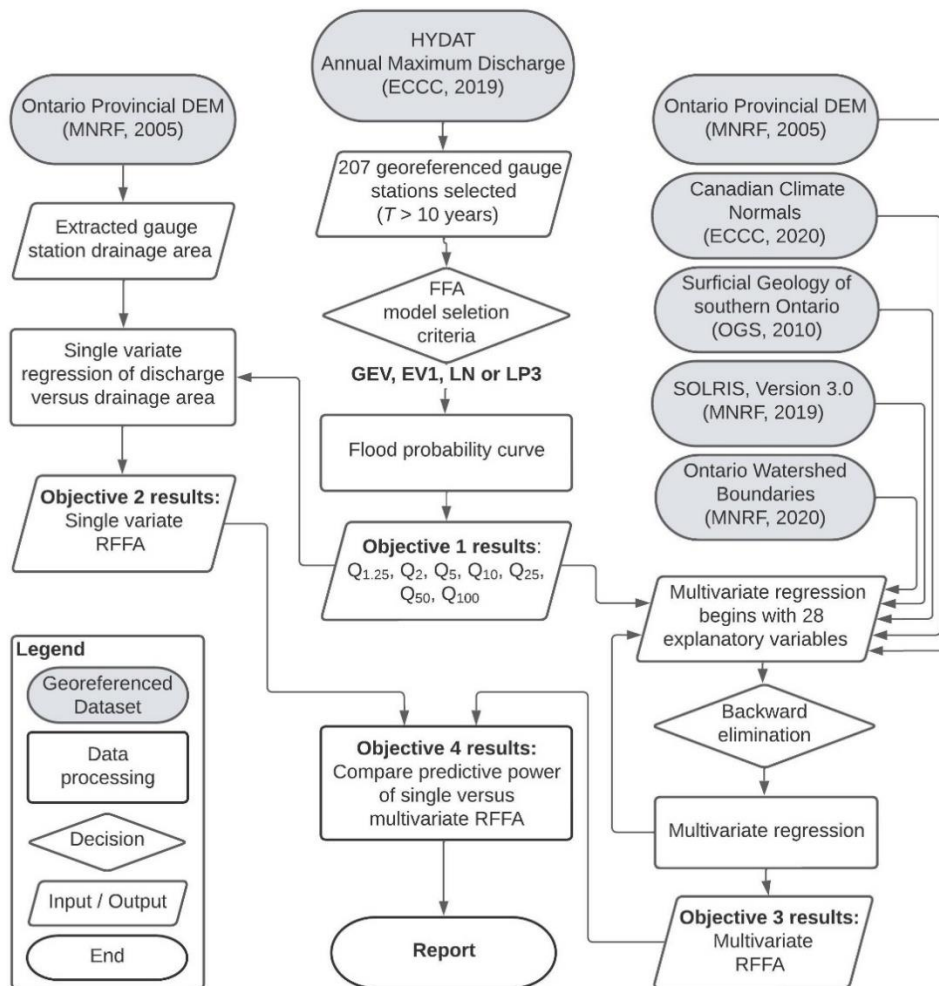 HYDAT
Annual Maximum Discharge
(ECCC, 2019)
Ontario Provincial DEM
(MNRF, 2005)
Ontario Provincial DEM
(MNRF, 2005)
207 georeferenced gauge
stations selected
(T > 10 years)
Canadian Climate
Normals
(ECCC, 2020)
Extracted gauge
station drainage area
FFA
model seletion
criteria
Surficial Geology of
southern Ontario
(OGS, 2010)
Single variate
regression of discharge
versus drainage area
GEV, EV1, LN or LP3
SOLRIS, Version 3.0
(MNRF, 2019)
Flood probability curve
Ontario Watershed
Boundaries
(MNRF, 2020)
Objective 2 results:
Single variate
RFFA
Objective 1 results:
Q1.25, Q2, Q5, Q10, Q25,
Q50, Q100
Multivariate regression
begins with 28
explanatory variables
Legend
Georeferenced
Dataset
Data
processing
Decision
Input / Output
End
Backward
elimination
Objective 4 results:
Compare predictive power
of single versus
multivariate RFFA
Multivariate regression
Report
Objective 3 results:
Multivariate
RFFA